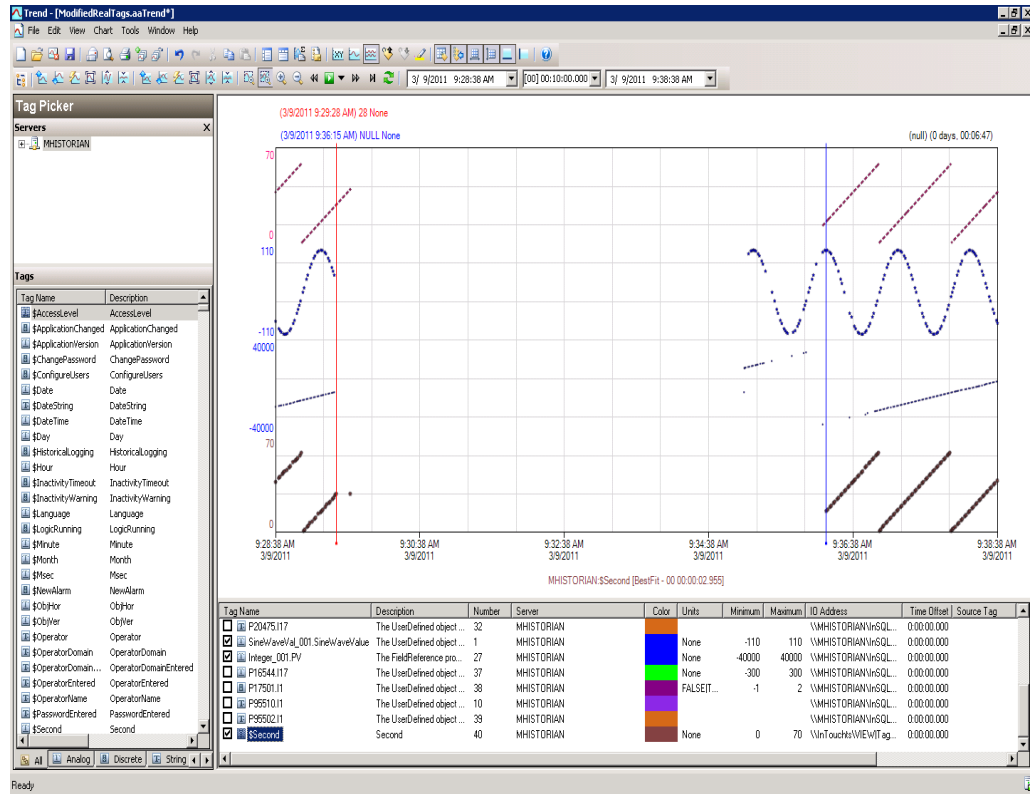 Trend - [ModifiedRealTags.aaTrend*]
File Edit View Chart Tools Window Help
3/ 9/2011 9:28:38 AM [00] 00:10:00.000 3/ 9/2011 9:38:38 AM
Tag Picker
Servers X
MHISTORIAN
Tags
Tag Name Description
$AccessLevel AccessLevel
$ApplicationChanged ApplicationChanged
$ApplicationVersion ApplicationVersion
$ChangePassword ChangePassword
$ConfigureUsers ConfigureUsers
$Date Date
$DateString DateString
$DateTime DateTime
$Day Day
$HistoricalLogging HistoricalLogging
$Hour Hour
$InactivityTimeout InactivityTimeout
$InactivityWarning InactivityWarning
$Language Language
$LogicRunning LogicRunning
$Minute Minute
$Month Month
$Msec Msec
$NewAlarm NewAlarm
$ObjHor ObjHor
$ObjVer ObjVer
$Operator Operator
$OperatorDomain OperatorDomain
$OperatorDomain... OperatorDomainEntered
$OperatorEntered OperatorEntered
$OperatorName OperatorName
$PasswordEntered PasswordEntered
$Second Second
All Analog Discrete String
(3/9/2011 9:29:28 AM) 28 None
(3/9/2011 9:36:15 AM) NULL None (null) (0 days, 00:06:47)
70
0
110
-110
40000
-40000
70
0
9:28:38 AM 9:30:38 AM 9:32:38 AM 9:34:38 AM 9:36:38 AM 9:38:38 AM
3/9/2011 3/9/2011 3/9/2011 3/9/2011 3/9/2011 3/9/2011
MHISTORIAN:$Second [BestFit - 00 00:00:02.955]
Tag Name Description Number Server Color Units Minimum Maximum IO Address Time Offset Source Tag
P20475.I17 The UserDefined object ... 32 MHISTORIAN \\MHISTORIAN\InSQL... 0:00:00.000
SineWaveVal_001.SineWaveValue The UserDefined object ... 1 MHISTORIAN None -110 110 \\MHISTORIAN\InSQL... 0:00:00.000
Integer_001.PV The FieldReference pro... 27 MHISTORIAN None -40000 40000 \\MHISTORIAN\InSQL... 0:00:00.000
P16544.I17 The UserDefined object ... 37 MHISTORIAN None -300 300 \\MHISTORIAN\InSQL... 0:00:00.000
P17501.I1 The UserDefined object ... 38 MHISTORIAN FALSE|T... -1 2 \\MHISTORIAN\InSQL... 0:00:00.000
P95510.I1 The UserDefined object ... 10 MHISTORIAN \\MHISTORIAN\InSQL... 0:00:00.000
P95502.I1 The UserDefined object ... 39 MHISTORIAN \\MHISTORIAN\InSQL... 0:00:00.000
$Second Second 40 MHISTORIAN None 0 70 \\InTouchts\VIEW|Tag... 0:00:00.000
Ready